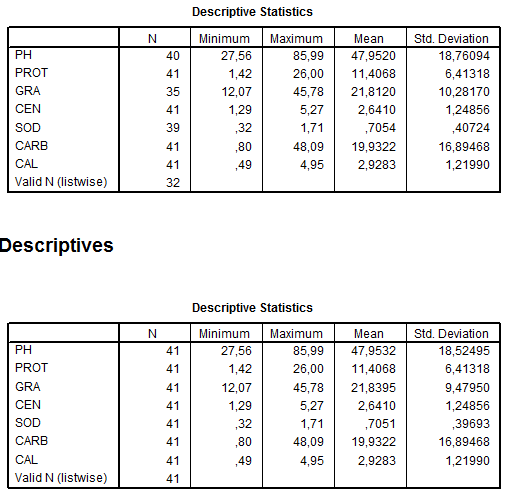 Descriptive Statistics
N Minimum Maximum Mean Std. Deviation
PH 40 27,56 85,99 47,9520 18,76094
PROT 41 1,42 26,00 11,4068 6,41318
GRA 35 12,07 45,78 21,8120 10,28170
CEN 41 1,29 5,27 2,6410 1,24856
SOD 39 ,32 1,71 ,7054 ,40724
CARB 41 ,80 48,09 19,9322 16,89468
CAL 41 ,49 4,95 2,9283 1,21990
Valid N (listwise) 32
Descriptives
Descriptive Statistics
N Minimum Maximum Mean Std. Deviation
PH 41 27,56 85,99 47,9532 18,52495
PROT 41 1,42 26,00 11,4068 6,41318
GRA 41 12,07 45,78 21,8395 9,47950
CEN 41 1,29 5,27 2,6410 1,24856
SOD 41 ,32 1,71 ,7051 ,39693
CARB 41 ,80 48,09 19,9322 16,89468
CAL 41 ,49 4,95 2,9283 1,21990
Valid N (listwise) 41